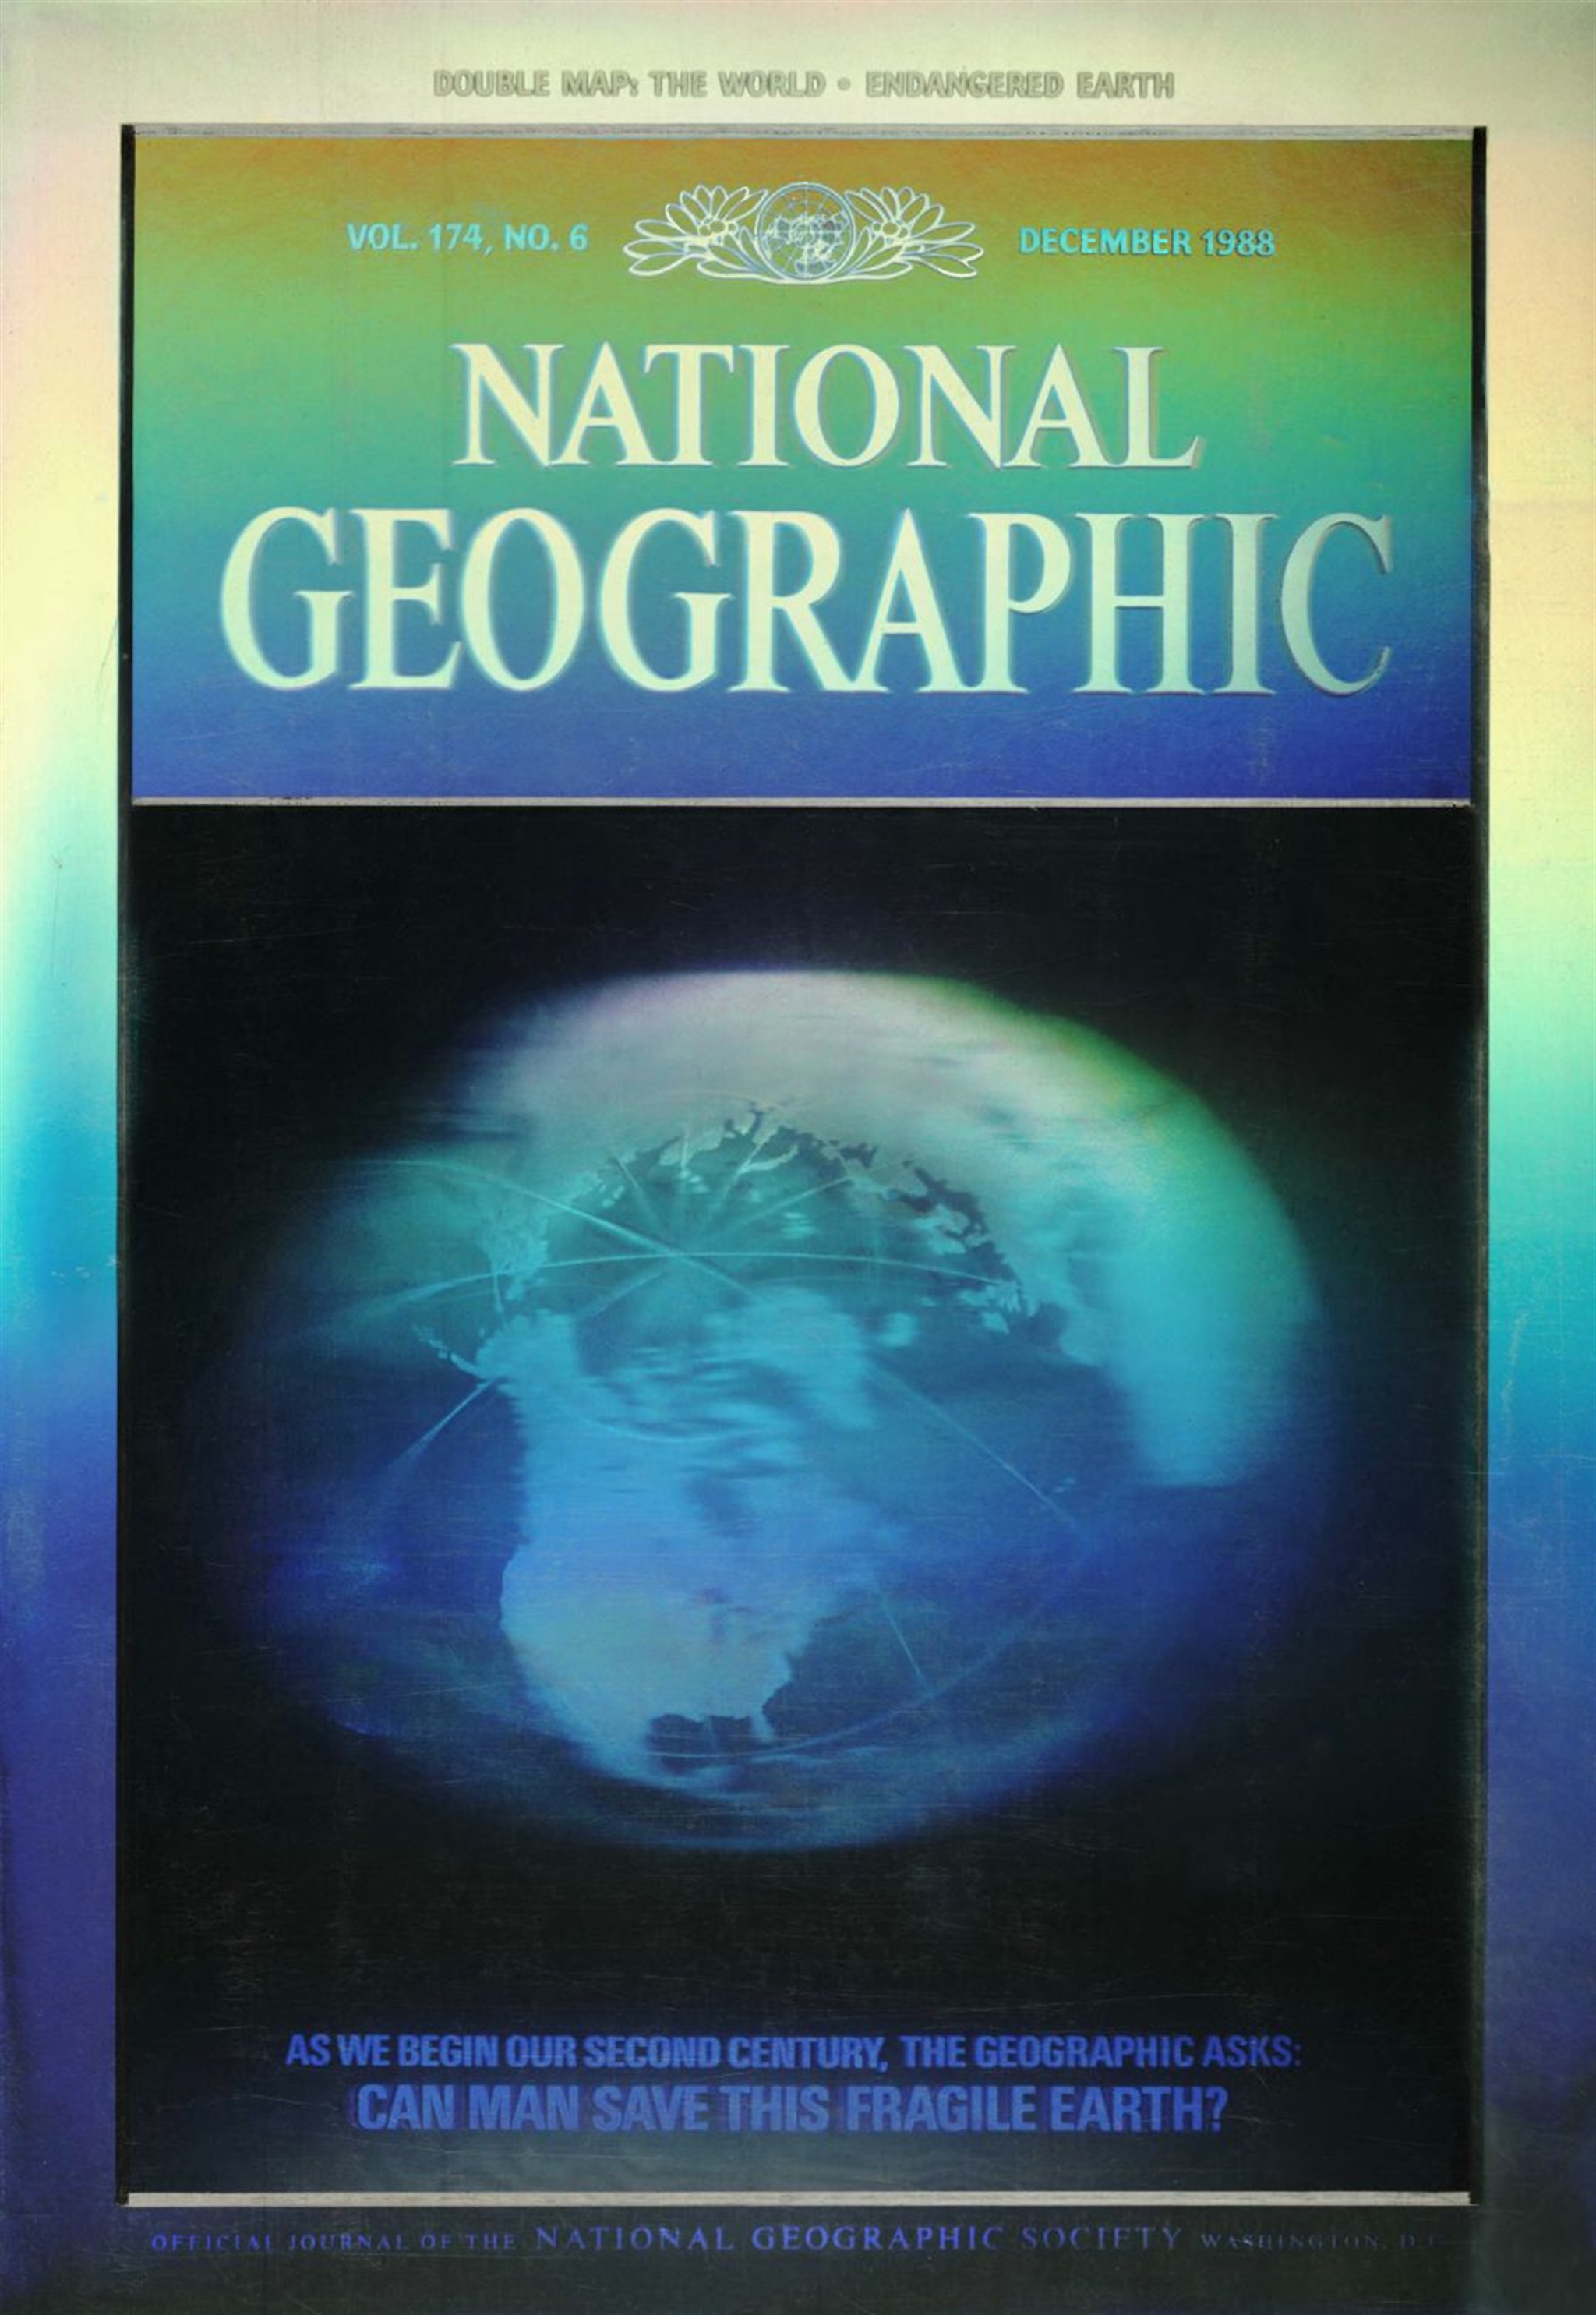 DOUBLE MAP: THE WORLD • ENDANGERED EARTH
VOL. 174, NO. 6
DECEMBER 1988
NATIONAL
GEOGRAPHIC
AS WE BEGIN OUR SECOND CENTURY, THE GEOGRAPHIC ASKS:
CAN MAN SAVE THIS FRAGILE EARTH?
OFFICIAL JOURNAL OF THE NATIONAL GEOGRAPHIC SOCIETY WASHINGTON, D.C.